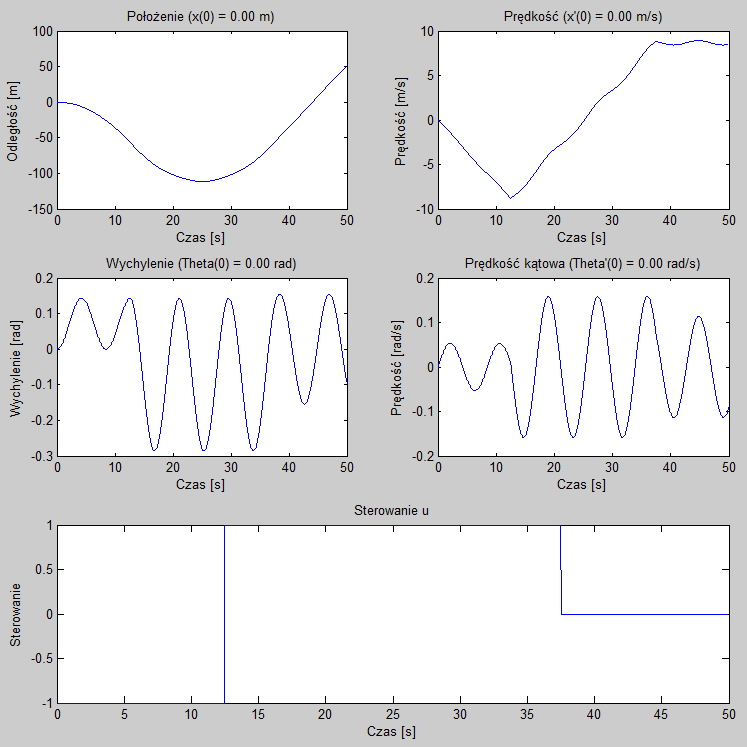 Położenie (x(0) = 0.00 m)
100
50
0
-50
-100
-150
Odległość [m]
0 10 20 30 40 50
Czas [s]
Prędkość (x'(0) = 0.00 m/s)
10
5
0
-5
-10
Prędkość [m/s]
0 10 20 30 40 50
Czas [s]
Wychylenie (Theta(0) = 0.00 rad)
0.2
0.1
0
-0.1
-0.2
-0.3
Wychylenie [rad]
0 10 20 30 40 50
Czas [s]
Prędkość kątowa (Theta'(0) = 0.00 rad/s)
0.2
0.1
0
-0.1
-0.2
Prędkość [rad/s]
0 10 20 30 40 50
Czas [s]
Sterowanie u
1
0.5
0
-0.5
-1
Sterowanie
0 5 10 15 20 25 30 35 40 45 50
Czas [s]